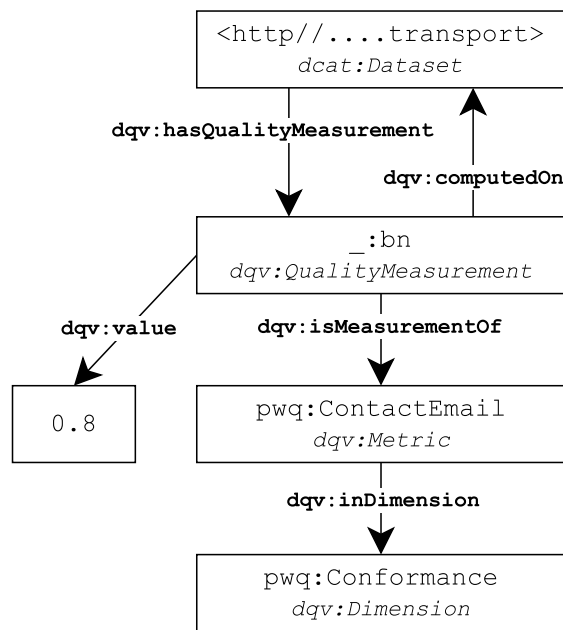 <http//....transport>
dcat:Dataset
dqv:hasQualityMeasurement
dqv:computedOn
_:bn
dqv:QualityMeasurement
dqv:value
dqv:isMeasurementOf
0.8
pwq:ContactEmail
dqv:Metric
dqv:inDimension
pwq:Conformance
dqv:Dimension